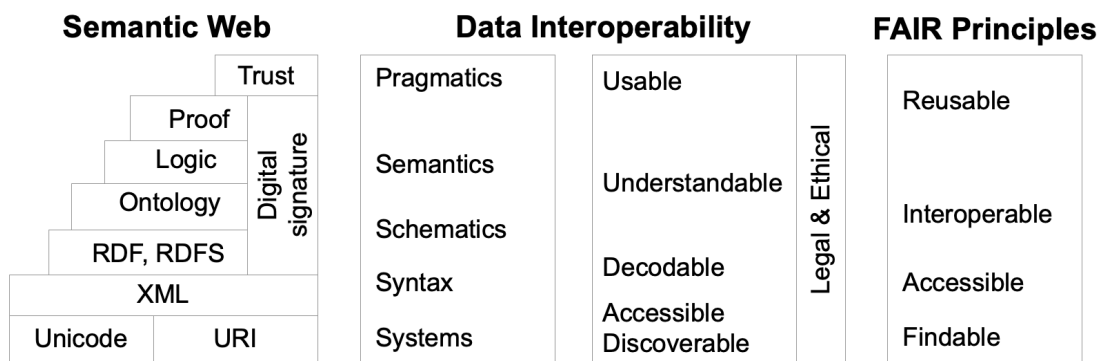 Semantic Web
Trust
Proof
Logic
Ontology
RDF, RDFS
XML
Unicode
URI
Digital
signature
Data Interoperability
Pragmatics
Semantics
Schematics
Syntax
Systems
Usable
Understandable
Decodable
Accessible
Discoverable
Legal & Ethical
FAIR Principles
Reusable
Interoperable
Accessible
Findable